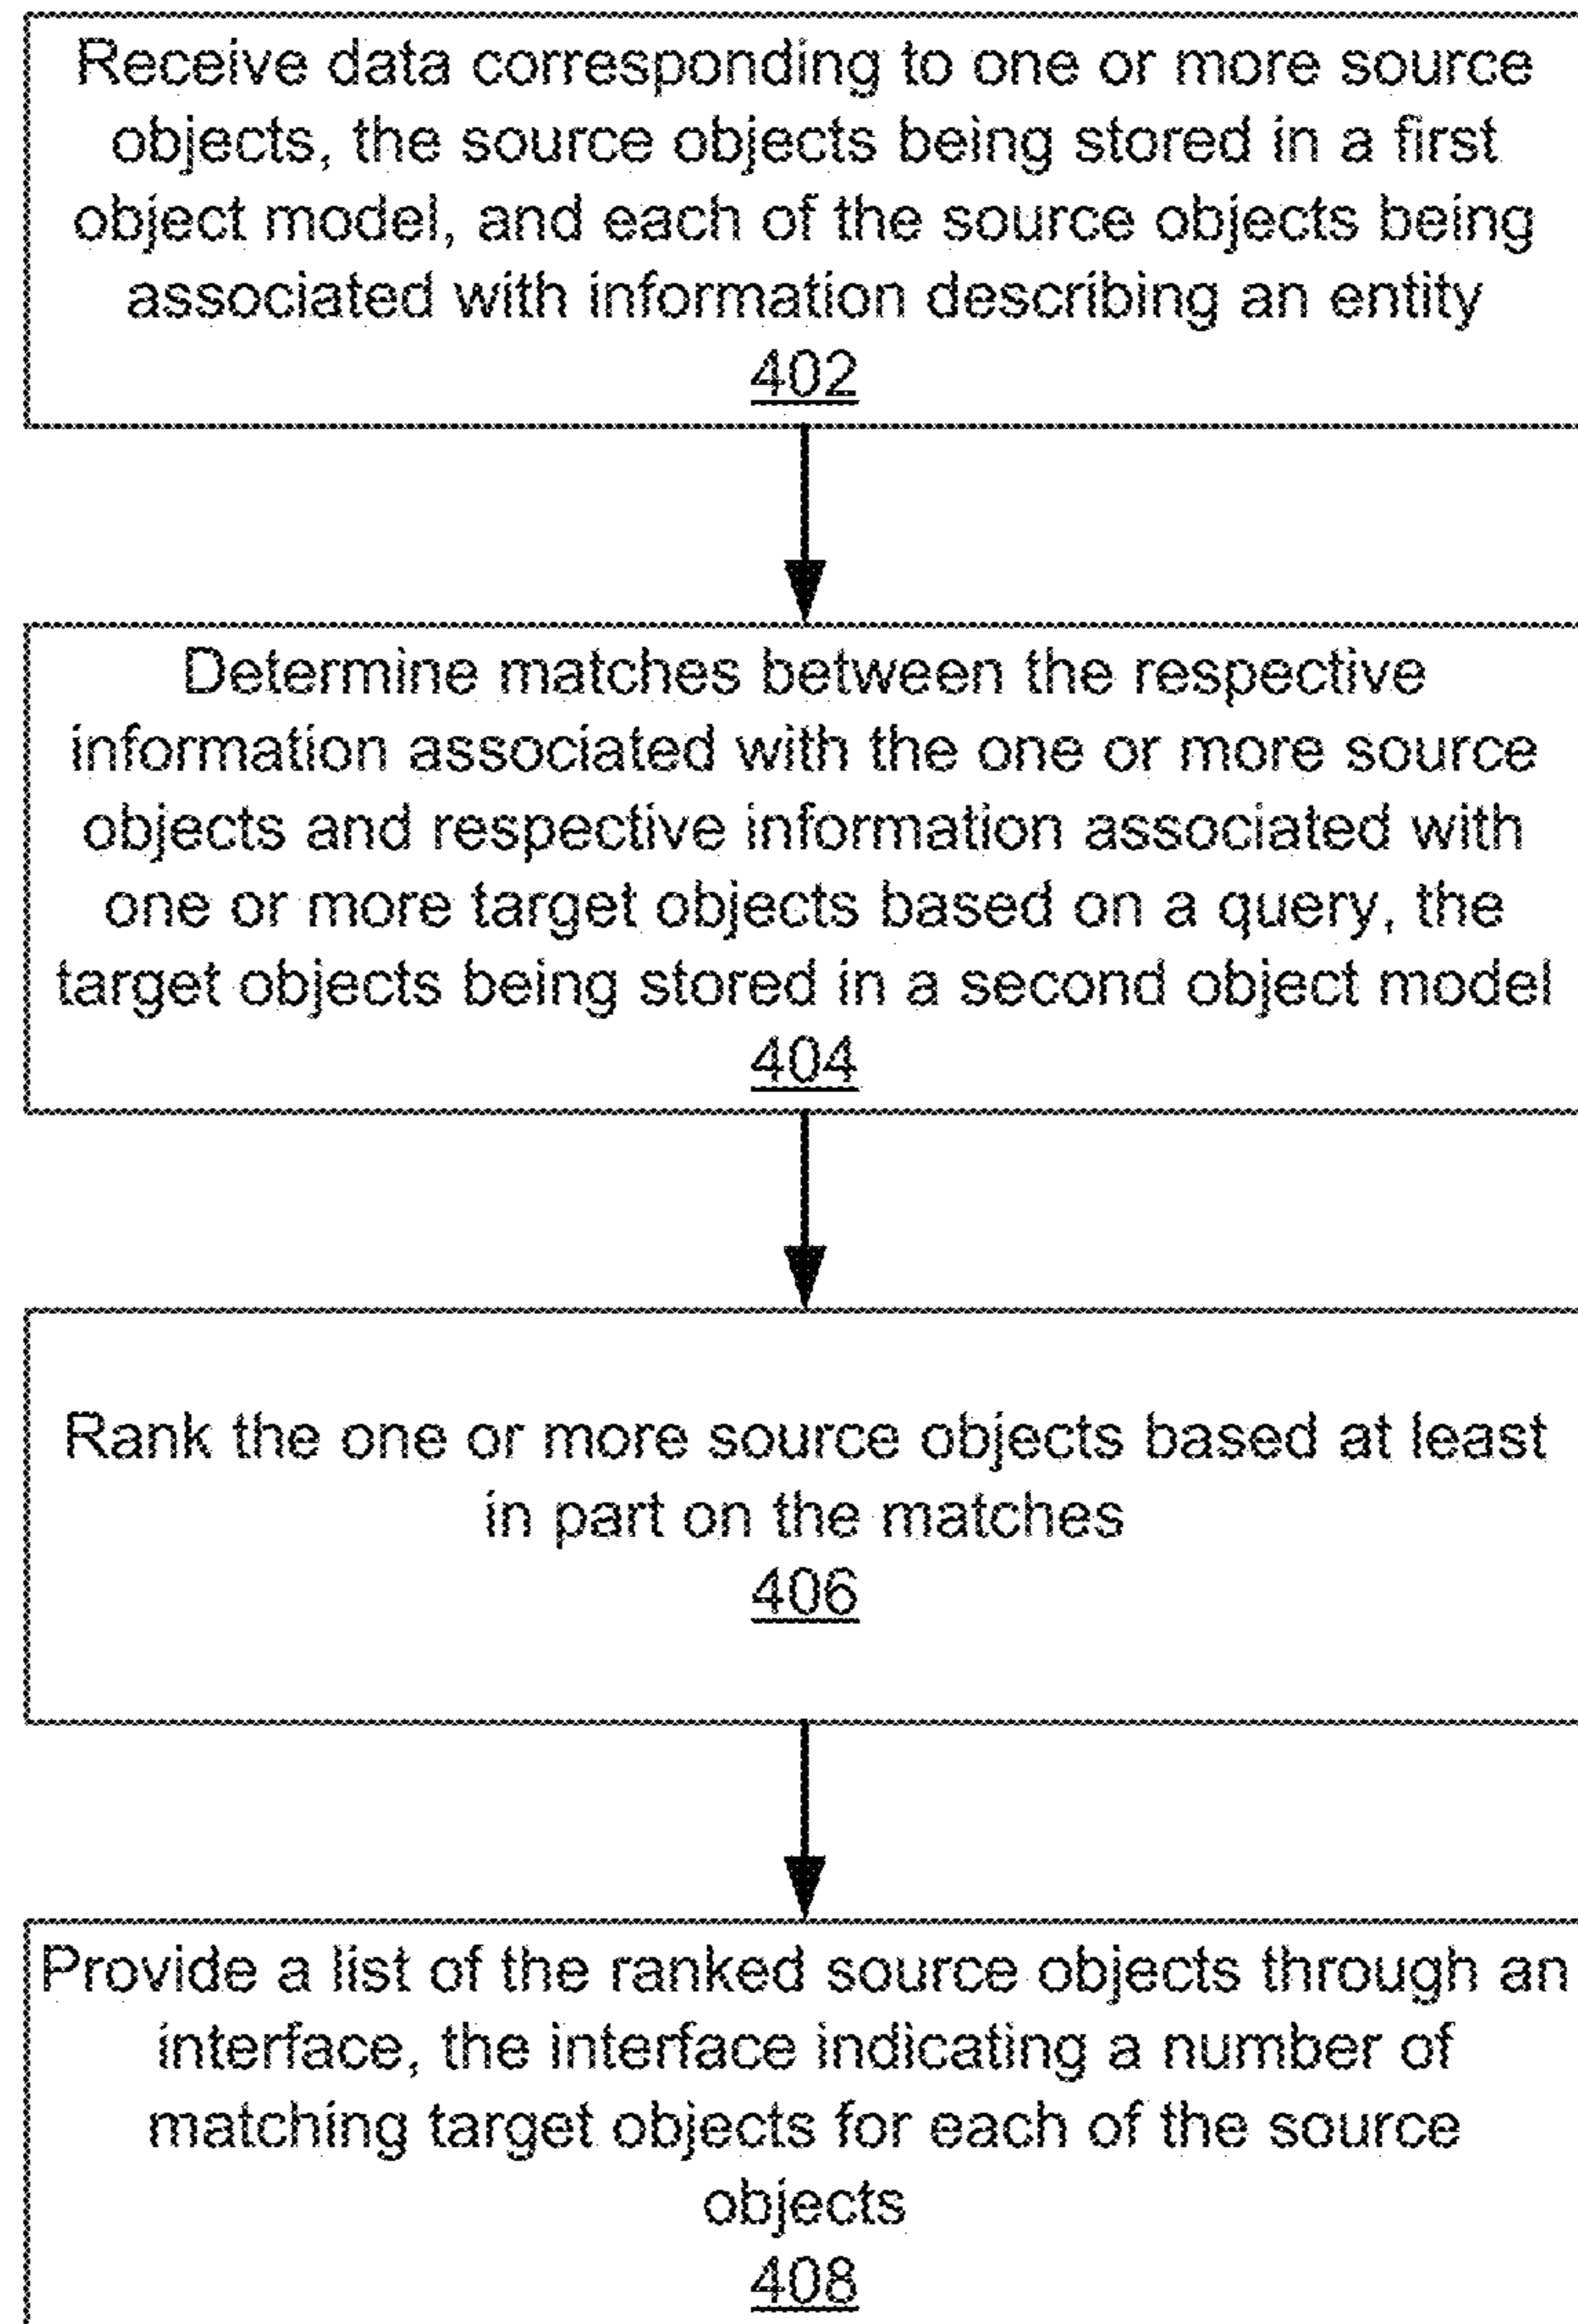 Receive data corresponding to one or more source
objects, the source objects being stored in a first
object model, and each of the source objects being
associated with information describing an entity
402
Determine matches between the respective
information associated with the one or more source
objects and respective information associated with
one or more target objects based on a query, the
target objects being stored in a second object model
404
Rank the one or more source objects based at least
in part on the matches
406
Provide a list of the ranked source objects through an
interface, the interface indicating a number of
matching target objects for each of the source
objects
408